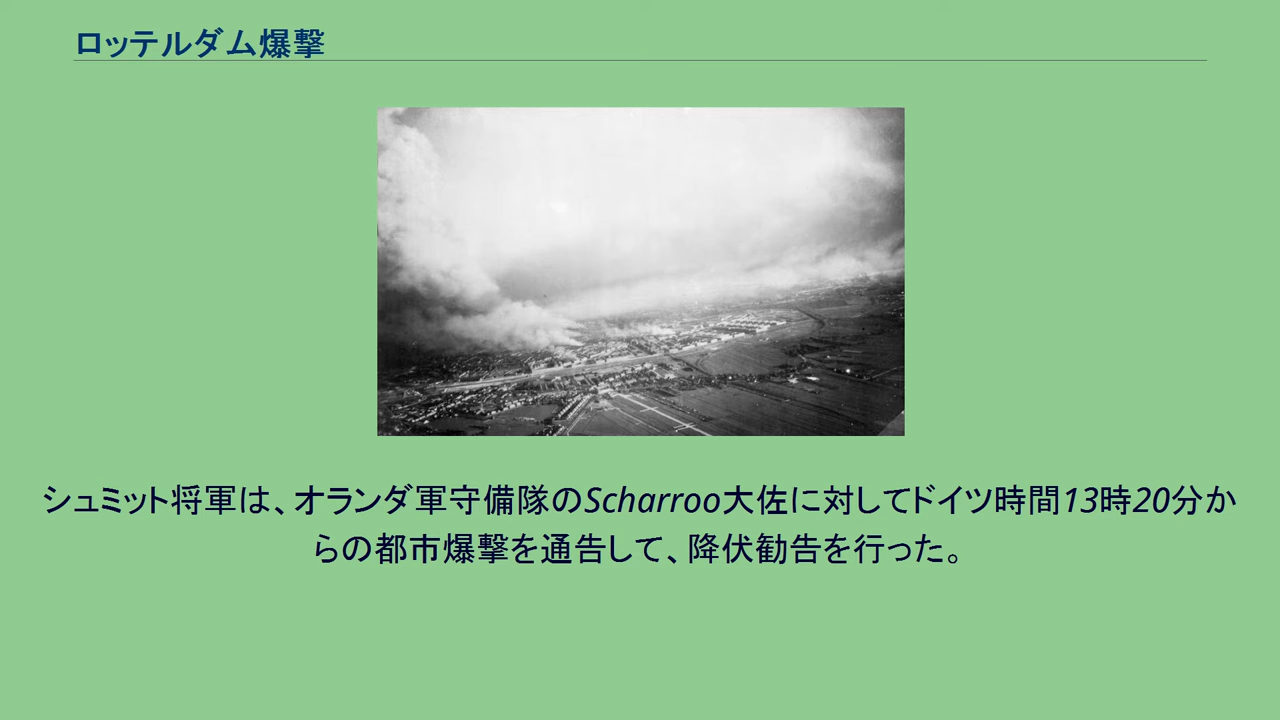 ロッテルダム爆撃
シュミット将軍は、オランダ軍守備隊のScharroo大佐に対してドイツ時間13時20分か
らの都市爆撃を通告して、降伏勧告を行った。